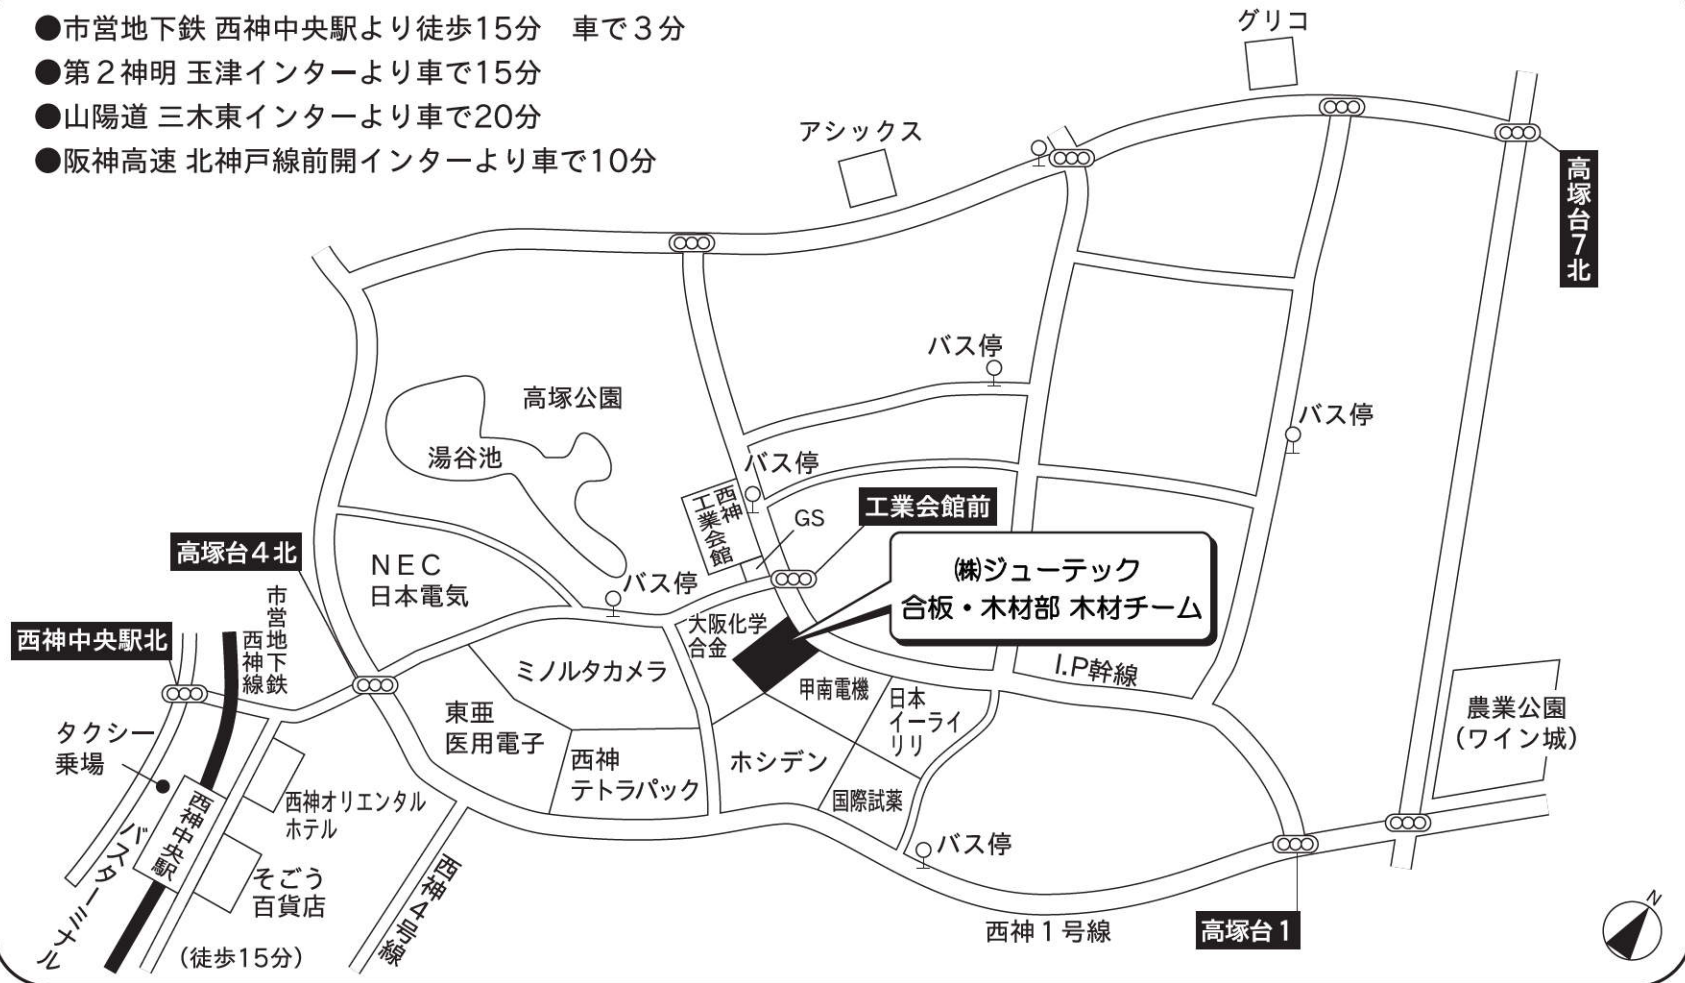 ●市営地下鉄 西神中央駅より徒歩15分　車で３分
●第２神明 玉津インターより車で15分
●山陽道 三木東インターより車で20分
●阪神高速 北神戸線前開インターより車で10分
グリコ
アシックス
高塚台7北
バス停
高塚公園
バス停
湯谷池
バス停
西神
工業会館
GS
工業会館前
高塚台４北
ＮＥＣ
日本電気
バス停
㈱ジューテック
合板・木材部 木材チーム
市営地下鉄
西神線
西神中央駅北
大阪化学
合金
ミノルタカメラ
I.P幹線
甲南電機
日本
イーライ
リリ
農業公園
（ワイン城）
東亜
医用電子
タクシー
乗場
西神
テトラパック
ホシデン
国際試薬
西神オリエンタル
ホテル
西神中央駅
バスターミナル
そごう
百貨店
（徒歩15分）
西神４号線
バス停
西神１号線
高塚台１
N